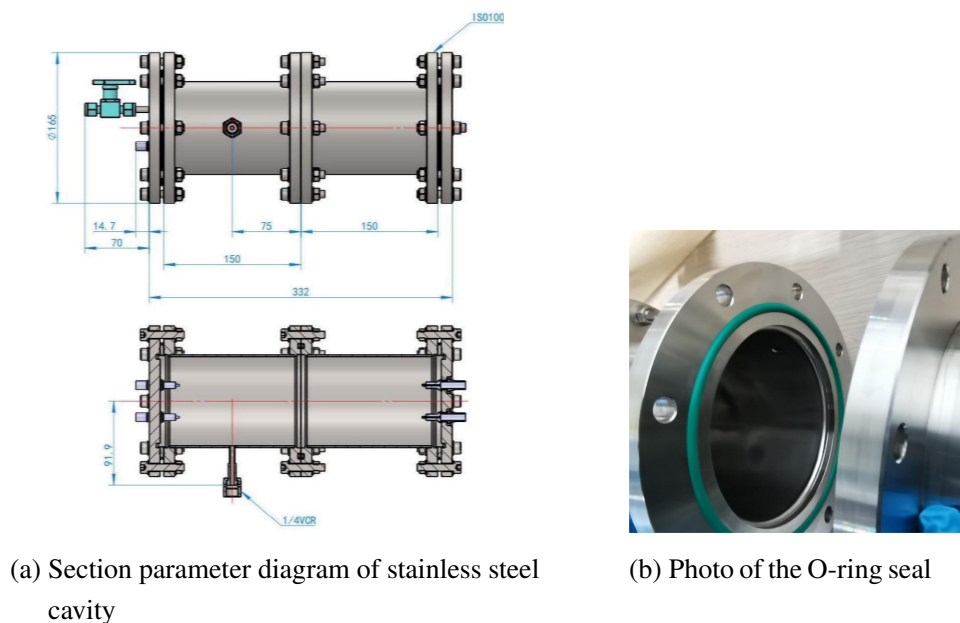 ISO100
Ø165
14.7
70
75
150
150
332
91.9
1/4VCR
(a) Section parameter diagram of stainless steel
cavity
(b) Photo of the O-ring seal